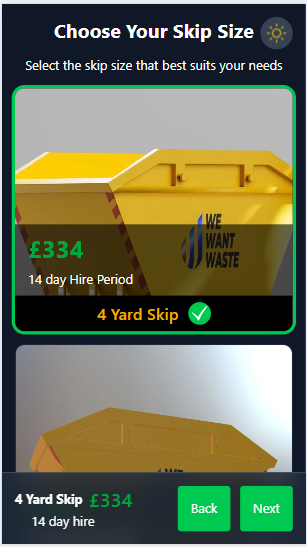 Choose Your Skip Size
Select the skip size that best suits your needs
WE
WANT
WASTE
£334
14 day Hire Period
4 Yard Skip
4 Yard Skip £334
14 day hire
Back
Next